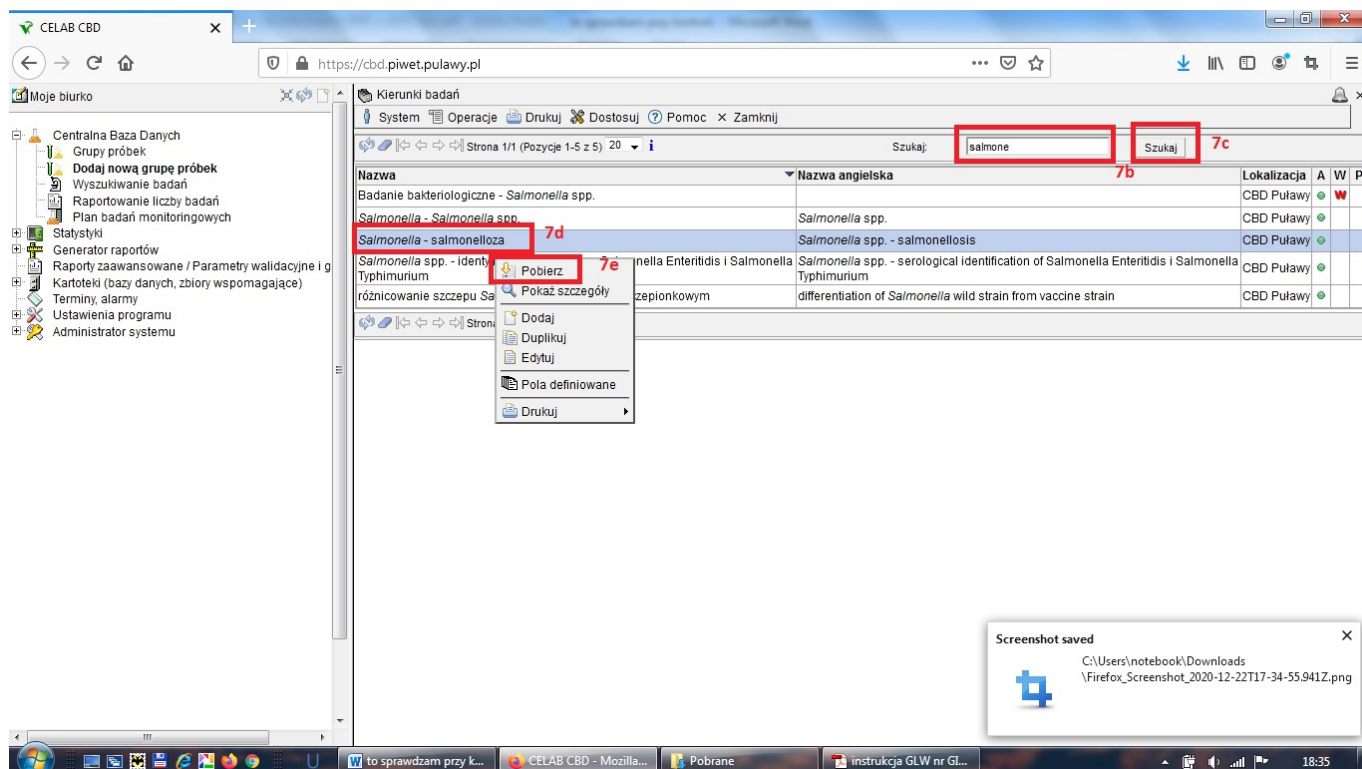 CELAB CBD
https://cbd.piwet.pulawy.pl
Moje biurko
Centralna Baza Danych
Grupy próbek
Dodaj nową grupę próbek
Wyszukiwanie badań
Raportowanie liczby badań
Plan badań monitoringowych
Statystyki
Generator raportów
Raporty zaawansowane / Parametry walidacyjne i g
Kartoteki (bazy danych, zbiory wspomagające)
Terminy, alarmy
Ustawienia programu
Administrator systemu
Kierunki badań
System Operacje Drukuj Dostosuj Pomoc Zamknij
Strona 1/1 (Pozycje 1-5 z 5) 20 Szukaj: salmone Szukaj 7c
7b
Nazwa Nazwa angielska Lokalizacja A W P
Badanie bakteriologiczne - Salmonella spp. CBD Puławy W
Salmonella - Salmonella spp. Salmonella spp. CBD Puławy
Salmonella - salmonelloza 7d Salmonella spp. - salmonellosis CBD Puławy
Salmonella spp. - identy nella Enteritidis i Salmonella Typhimurium Salmonella spp. - serological identification of Salmonella Enteritidis i Salmonella Typhimurium CBD Puławy
różnicowanie szczepu Sa zepionkowym differentiation of Salmonella wild strain from vaccine strain CBD Puławy
Strona
Pobierz 7e
Pokaż szczegóły
Dodaj
Duplikuj
Edytuj
Pola definiowane
Drukuj
Screenshot saved
C:\Users\notebook\Downloads
\Firefox_Screenshot_2020-12-22T17-34-55.941Z.png
to sprawdzam przy k... CELAB CBD - Mozilla... Pobrane instrukcja GLW nr GI... 18:35